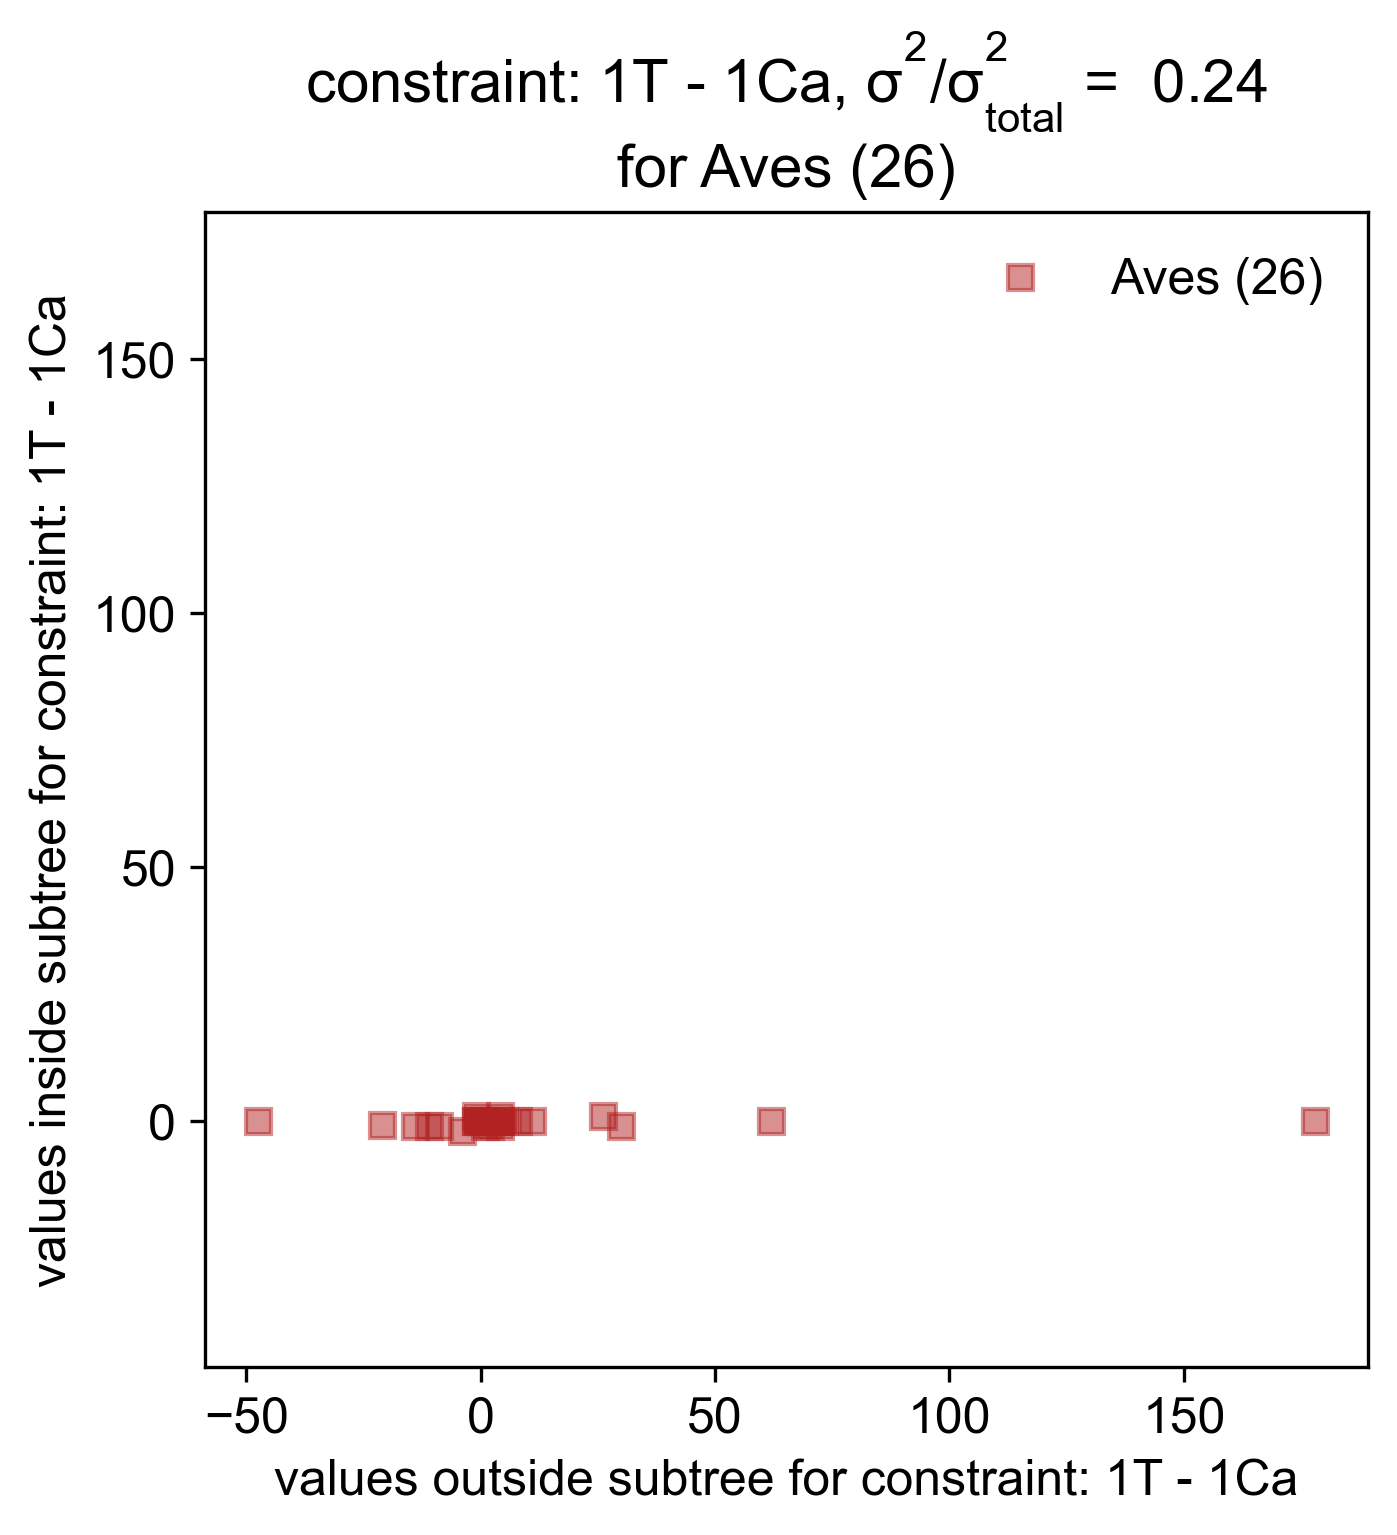 constraint: 1T - 1Ca, σ²/σ²total = 0.24
for Aves (26)
Aves (26)
values inside subtree for constraint: 1T - 1Ca
150
100
50
0
−50 0 50 100 150
values outside subtree for constraint: 1T - 1Ca